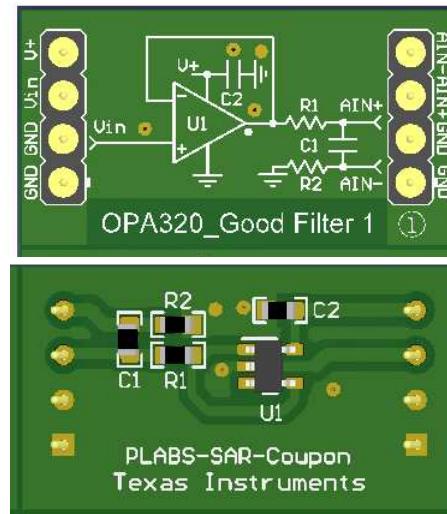 V+
Vin
GND
GND
Vin
V+
C2
U1
R1
AIN+
C1
R2
AIN-
AIN-
AIN+
GND
GND
OPA320_Good Filter 1
①
R2
C2
C1
R1
U1
PLABS-SAR-Coupon
Texas Instruments